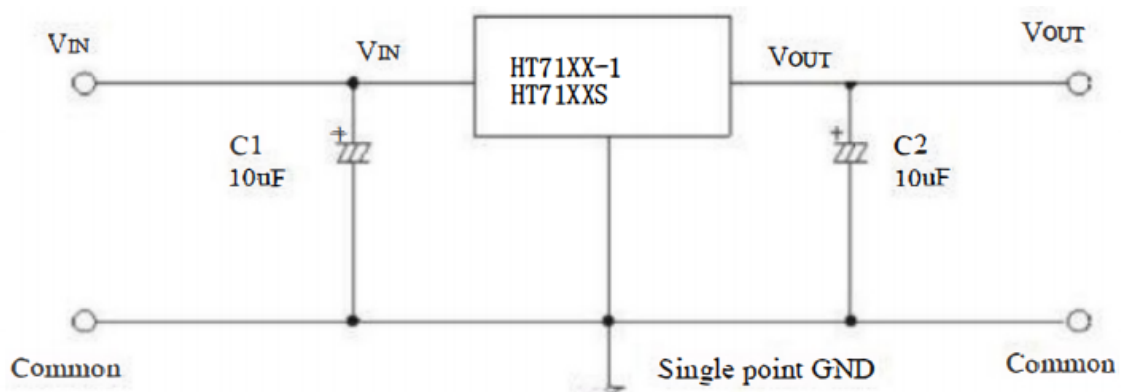 VIN
VIN
HT71XX-1
HT71XXS
VOUT
VOUT
+
C1
10uF
+
C2
10uF
Common
Single point GND
Common